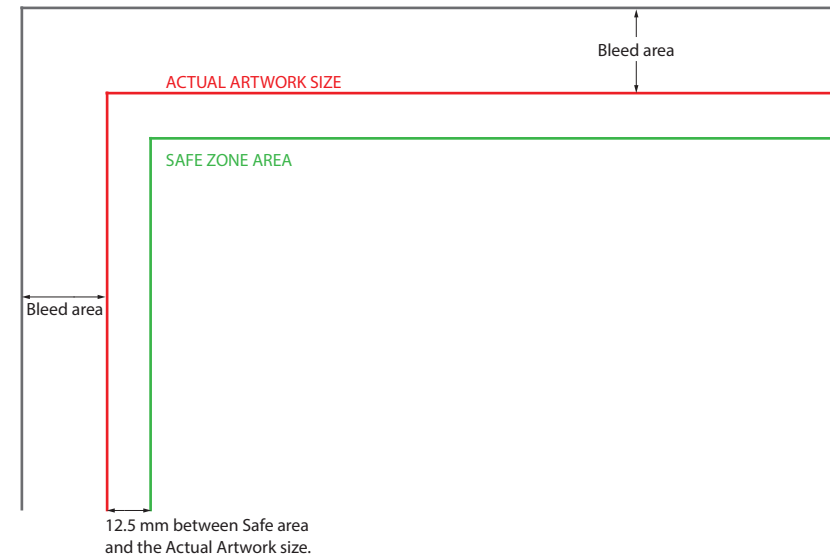 Bleed area
ACTUAL ARTWORK SIZE
SAFE ZONE AREA
Bleed area
12.5 mm between Safe area
and the Actual Artwork size.